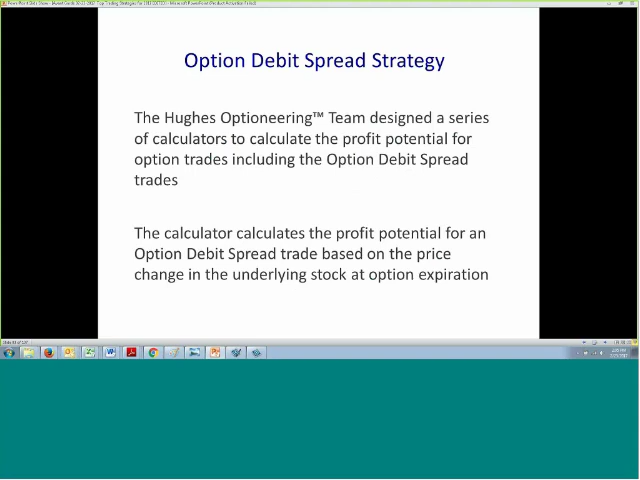 Option Debit Spread Strategy
The Hughes Optioneering™ Team designed a series
of calculators to calculate the profit potential for
option trades including the Option Debit Spread
trades
The calculator calculates the profit potential for an
Option Debit Spread trade based on the price
change in the underlying stock at option expiration